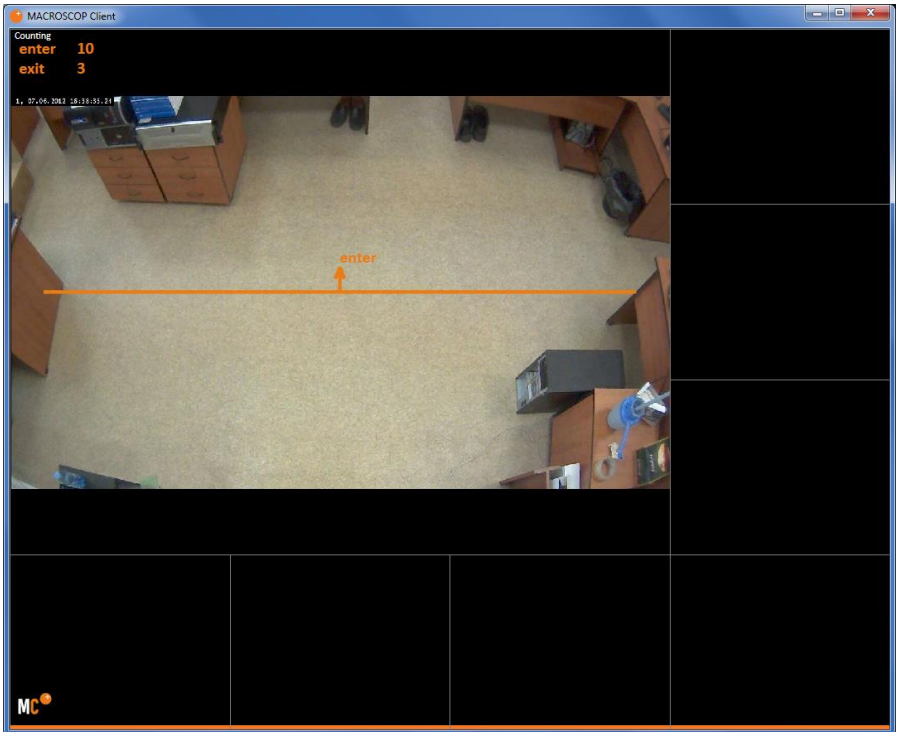 MACROSCOP Client
Counting
enter 10
exit 3
1, 07.06.2012 16:38:33.24
enter
MC